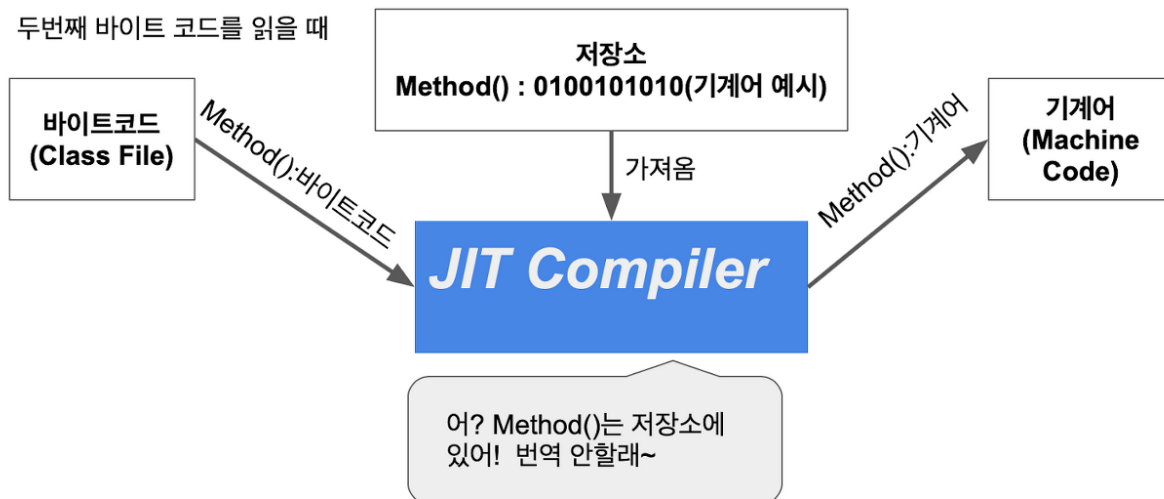 두번째 바이트 코드를 읽을 때
저장소
Method() : 0100101010(기계어 예시)
바이트코드
(Class File)
Method():바이트코드
가져옴
Method():기계어
기계어
(Machine
Code)
JIT Compiler
어? Method()는 저장소에
있어!  번역 안할래~